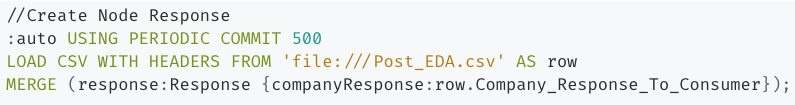 //Create Node Response
:auto USING PERIODIC COMMIT 500
LOAD CSV WITH HEADERS FROM 'file:///Post_EDA.csv' AS row
MERGE (response:Response {companyResponse:row.Company_Response_To_Consumer});